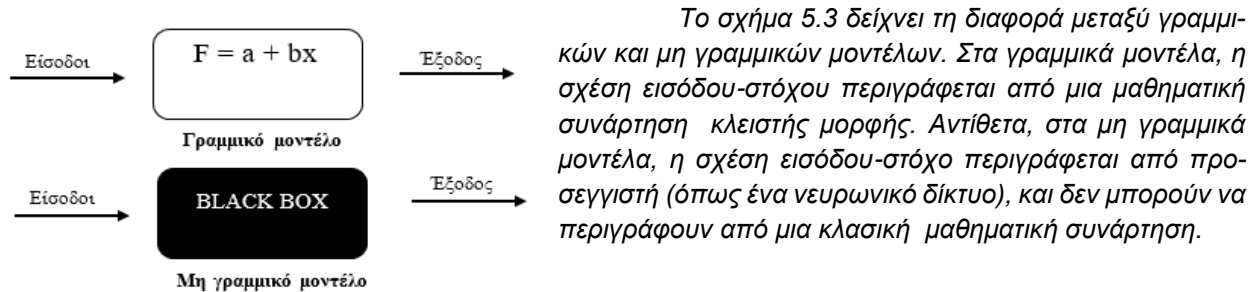 Είσοδοι
F = a + bx
Έξοδος
Γραμμικό μοντέλο
Είσοδοι
BLACK BOX
Έξοδος
Μη γραμμικό μοντέλο
Το σχήμα 5.3 δείχνει τη διαφορά μεταξύ γραμμι-
κών και μη γραμμικών μοντέλων. Στα γραμμικά μοντέλα, η
σχέση εισόδου-στόχου περιγράφεται από μια μαθηματική
συνάρτηση κλειστής μορφής. Αντίθετα, στα μη γραμμικά
μοντέλα, η σχέση εισόδου-στόχο περιγράφεται από προ-
σεγγιστή (όπως ένα νευρωνικό δίκτυο), και δεν μπορούν να
περιγράφουν από μια κλασική μαθηματική συνάρτηση.